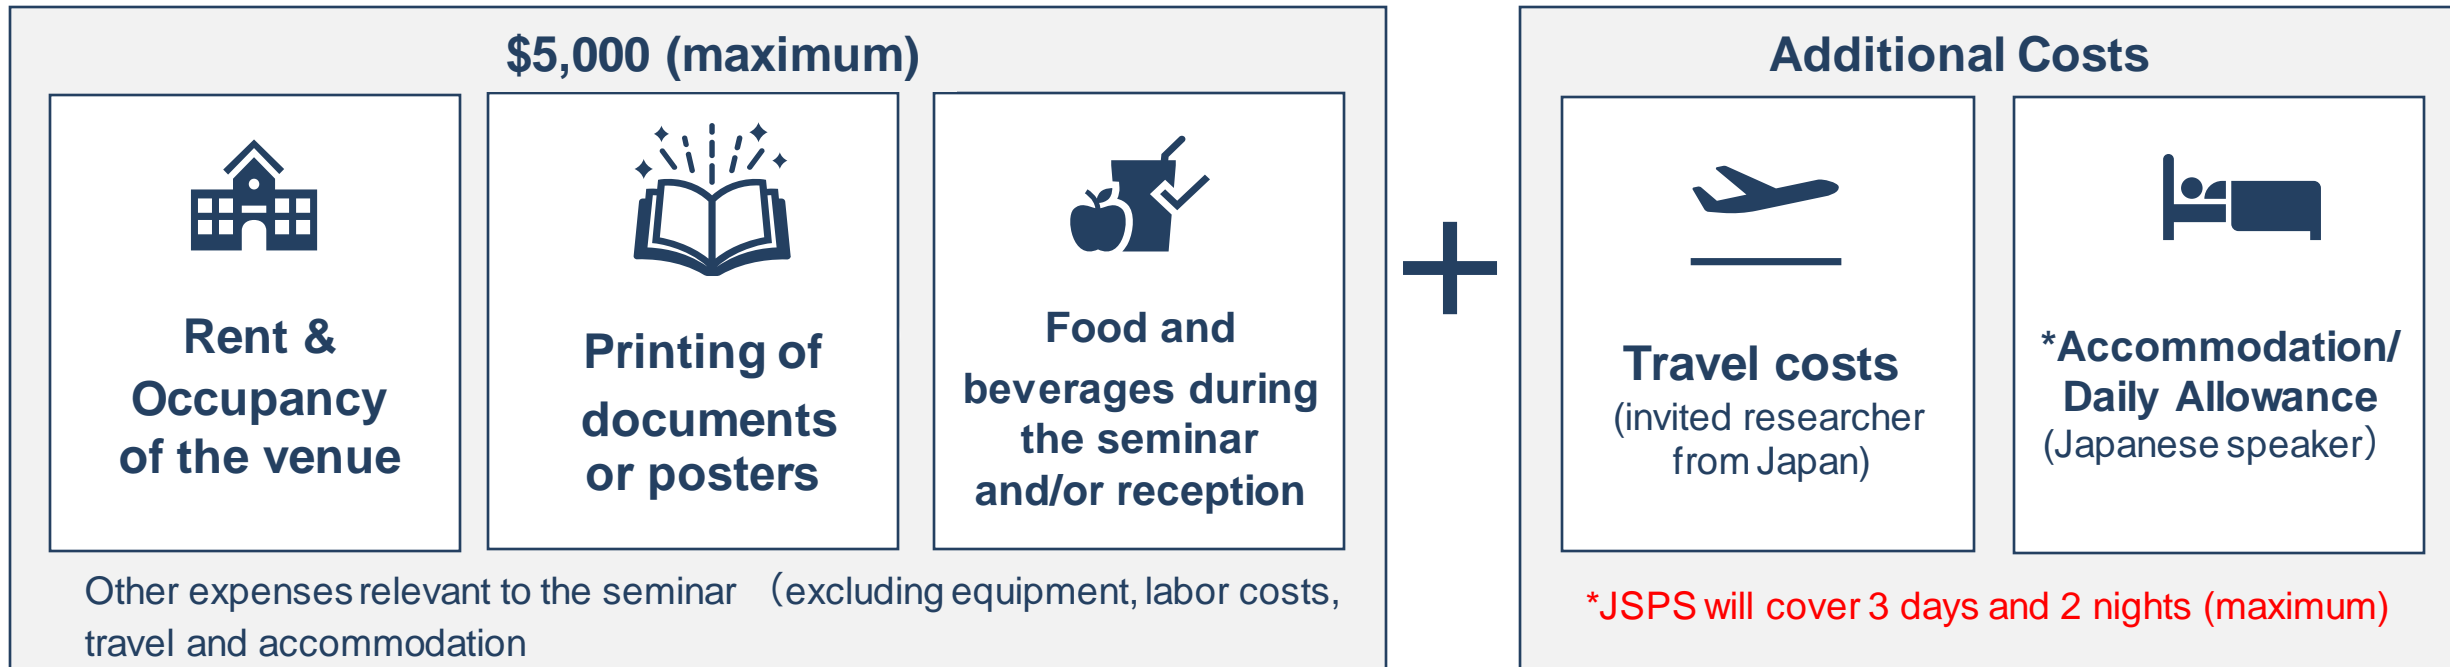 $5,000 (maximum)
Rent &
Occupancy
of the venue
Printing of
documents
or posters
Food and
beverages during
the seminar
and/or reception
Other expenses relevant to the seminar （excluding equipment, labor costs,
travel and accommodation
+
Additional Costs
Travel costs
(invited researcher
from Japan)
*Accommodation/
Daily Allowance
(Japanese speaker）
*JSPS will cover 3 days and 2 nights (maximum)